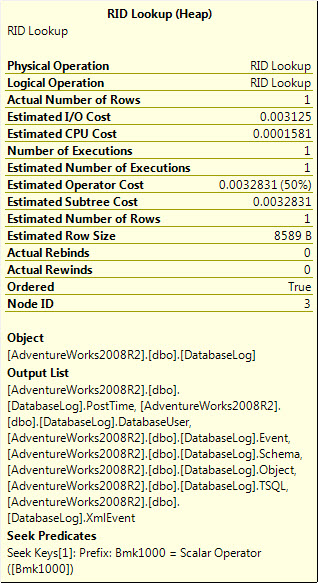 RID Lookup (Heap)
RID Lookup
Physical Operation RID Lookup
Logical Operation RID Lookup
Actual Number of Rows 1
Estimated I/O Cost 0.003125
Estimated CPU Cost 0.0001581
Number of Executions 1
Estimated Number of Executions 1
Estimated Operator Cost 0.0032831 (50%)
Estimated Subtree Cost 0.0032831
Estimated Number of Rows 1
Estimated Row Size 8589 B
Actual Rebinds 0
Actual Rewinds 0
Ordered True
Node ID 3
Object
[AdventureWorks2008R2].[dbo].[DatabaseLog]
Output List
[AdventureWorks2008R2].[dbo].
[DatabaseLog].PostTime, [AdventureWorks2008R2].
[dbo].[DatabaseLog].DatabaseUser,
[AdventureWorks2008R2].[dbo].[DatabaseLog].Event,
[AdventureWorks2008R2].[dbo].[DatabaseLog].Schema,
[AdventureWorks2008R2].[dbo].[DatabaseLog].Object,
[AdventureWorks2008R2].[dbo].[DatabaseLog].TSQL,
[AdventureWorks2008R2].[dbo].
[DatabaseLog].XmlEvent
Seek Predicates
Seek Keys[1]: Prefix: Bmk1000 = Scalar Operator
([Bmk1000])